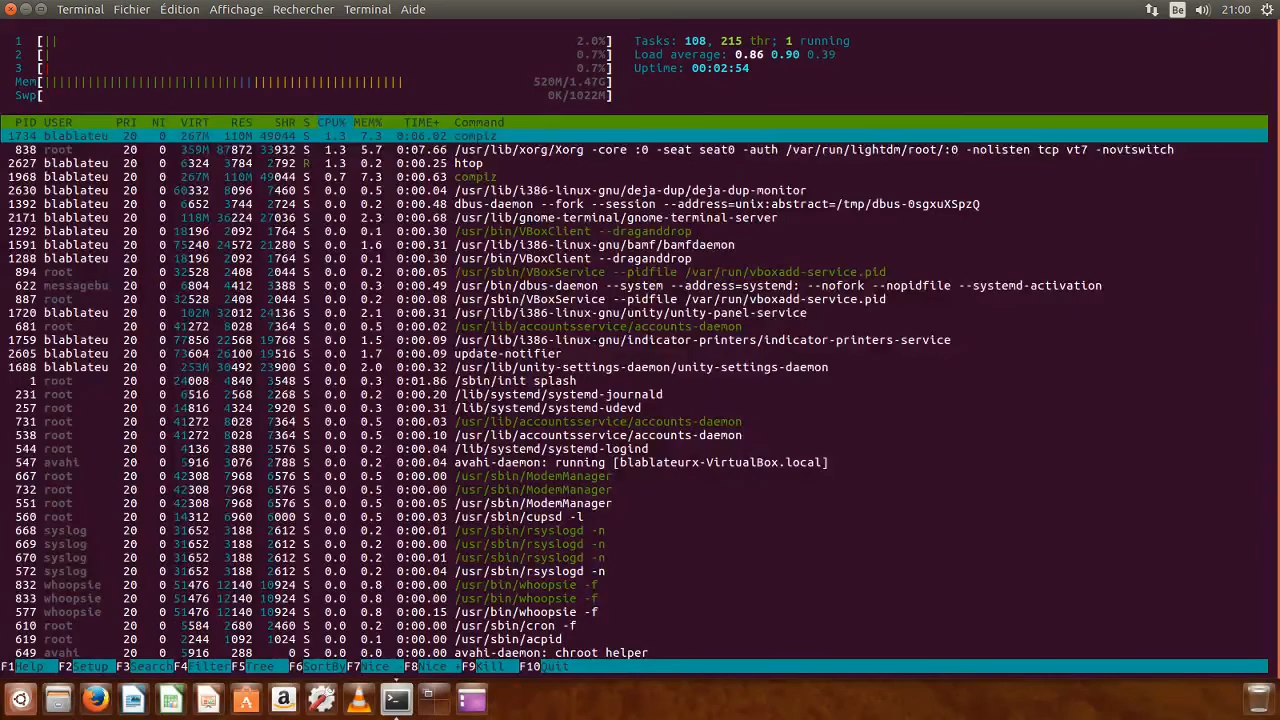 Terminal Fichier Édition Affichage Rechercher Terminal Aide Be 21:00
1 [|| 2.0%] Tasks: 108, 215 thr; 1 running
2 [| 0.7%] Load average: 0.86 0.90 0.39
3 [| 0.7%] Uptime: 00:02:54
Mem[|||||||||||||||||||||||||||||||||||||||||||||||||| 520M/1.47G]
Swp[ 0K/1022M]
PID USER PRI NI VIRT RES SHR S CPU% MEM% TIME+ Command
1734 blablateu 20 0 267M 110M 49044 S 1.3 7.3 0:06.02 compiz
838 root 20 0 359M 87872 33932 S 1.3 5.7 0:07.66 /usr/lib/xorg/Xorg -core :0 -seat seat0 -auth /var/run/lightdm/root/:0 -nolisten tcp vt7 -novtswitch
2627 blablateu 20 0 6324 3784 2792 R 1.3 0.2 0:00.25 htop
1968 blablateu 20 0 267M 110M 49044 S 0.7 7.3 0:00.63 compiz
2630 blablateu 20 0 60332 8096 7460 S 0.0 0.5 0:00.04 /usr/lib/i386-linux-gnu/deja-dup/deja-dup-monitor
1392 blablateu 20 0 6652 3744 2724 S 0.0 0.2 0:00.48 dbus-daemon --fork --session --address=unix:abstract=/tmp/dbus-0sgxuXSpzQ
2171 blablateu 20 0 118M 36224 27036 S 0.0 2.3 0:00.68 /usr/lib/gnome-terminal/gnome-terminal-server
1292 blablateu 20 0 18196 2092 1764 S 0.0 0.1 0:00.30 /usr/bin/VBoxClient --draganddrop
1591 blablateu 20 0 75240 24572 21280 S 0.0 1.6 0:00.31 /usr/lib/i386-linux-gnu/bamf/bamfdaemon
1288 blablateu 20 0 18196 2092 1764 S 0.0 0.1 0:00.30 /usr/bin/VBoxClient --draganddrop
894 root 20 0 32528 2408 2044 S 0.0 0.2 0:00.05 /usr/sbin/VBoxService --pidfile /var/run/vboxadd-service.pid
622 messagebu 20 0 6804 4412 3388 S 0.0 0.3 0:00.49 /usr/bin/dbus-daemon --system --address=systemd: --nofork --nopidfile --systemd-activation
887 root 20 0 32528 2408 2044 S 0.0 0.2 0:00.08 /usr/sbin/VBoxService --pidfile /var/run/vboxadd-service.pid
1720 blablateu 20 0 102M 32012 24136 S 0.0 2.1 0:00.31 /usr/lib/i386-linux-gnu/unity/unity-panel-service
681 root 20 0 41272 8028 7364 S 0.0 0.5 0:00.02 /usr/lib/accountsservice/accounts-daemon
1759 blablateu 20 0 77856 22568 19768 S 0.0 1.5 0:00.09 /usr/lib/i386-linux-gnu/indicator-printers/indicator-printers-service
2605 blablateu 20 0 73604 26100 19516 S 0.0 1.7 0:00.09 update-notifier
1688 blablateu 20 0 253M 30492 23900 S 0.0 2.0 0:00.32 /usr/lib/unity-settings-daemon/unity-settings-daemon
1 root 20 0 24008 4840 3548 S 0.0 0.3 0:01.86 /sbin/init splash
231 root 20 0 6516 2568 2268 S 0.0 0.2 0:00.20 /lib/systemd/systemd-journald
257 root 20 0 14816 4324 2920 S 0.0 0.3 0:00.31 /lib/systemd/systemd-udevd
731 root 20 0 41272 8028 7364 S 0.0 0.5 0:00.03 /usr/lib/accountsservice/accounts-daemon
538 root 20 0 41272 8028 7364 S 0.0 0.5 0:00.10 /usr/lib/accountsservice/accounts-daemon
544 root 20 0 4136 2880 2550 S 0.0 0.2 0:00.04 /lib/systemd/systemd-logind
547 avahi 20 0 5916 3076 2788 S 0.0 0.2 0:00.04 avahi-daemon: running [blablateurx-VirtualBox.local]
667 root 20 0 42308 7968 6576 S 0.0 0.5 0:00.00 /usr/sbin/ModemManager
732 root 20 0 42308 7968 6576 S 0.0 0.5 0:00.00 /usr/sbin/ModemManager
551 root 20 0 42308 7968 6576 S 0.0 0.5 0:00.05 /usr/sbin/ModemManager
560 root 20 0 14312 6960 6000 S 0.0 0.4 0:00.03 /usr/sbin/cupsd -l
668 syslog 20 0 31652 3188 2612 S 0.0 0.2 0:00.01 /usr/sbin/rsyslogd -n
669 syslog 20 0 31652 3188 2612 S 0.0 0.2 0:00.00 /usr/sbin/rsyslogd -n
670 syslog 20 0 31652 3188 2612 S 0.0 0.2 0:00.01 /usr/sbin/rsyslogd -n
572 syslog 20 0 31652 3188 2612 S 0.0 0.2 0:00.04 /usr/sbin/rsyslogd -n
832 whoopsie 20 0 51476 12140 10924 S 0.0 0.8 0:00.00 /usr/bin/whoopsie -f
833 whoopsie 20 0 51476 12140 10924 S 0.0 0.8 0:00.00 /usr/bin/whoopsie -f
577 whoopsie 20 0 51476 12140 10924 S 0.0 0.8 0:00.15 /usr/bin/whoopsie -f
610 root 20 0 5584 2680 2460 S 0.0 0.2 0:00.00 /usr/sbin/cron -f
619 root 20 0 2244 1092 1024 S 0.0 0.1 0:00.00 /usr/sbin/acpid
649 avahi 20 0 5916 288 0 S 0.0 0.0 0:00.00 avahi-daemon: chroot helper
F1Help F2Setup F3SearchF4FilterF5Tree F6SortByF7Nice -F8Nice +F9Kill F10Quit